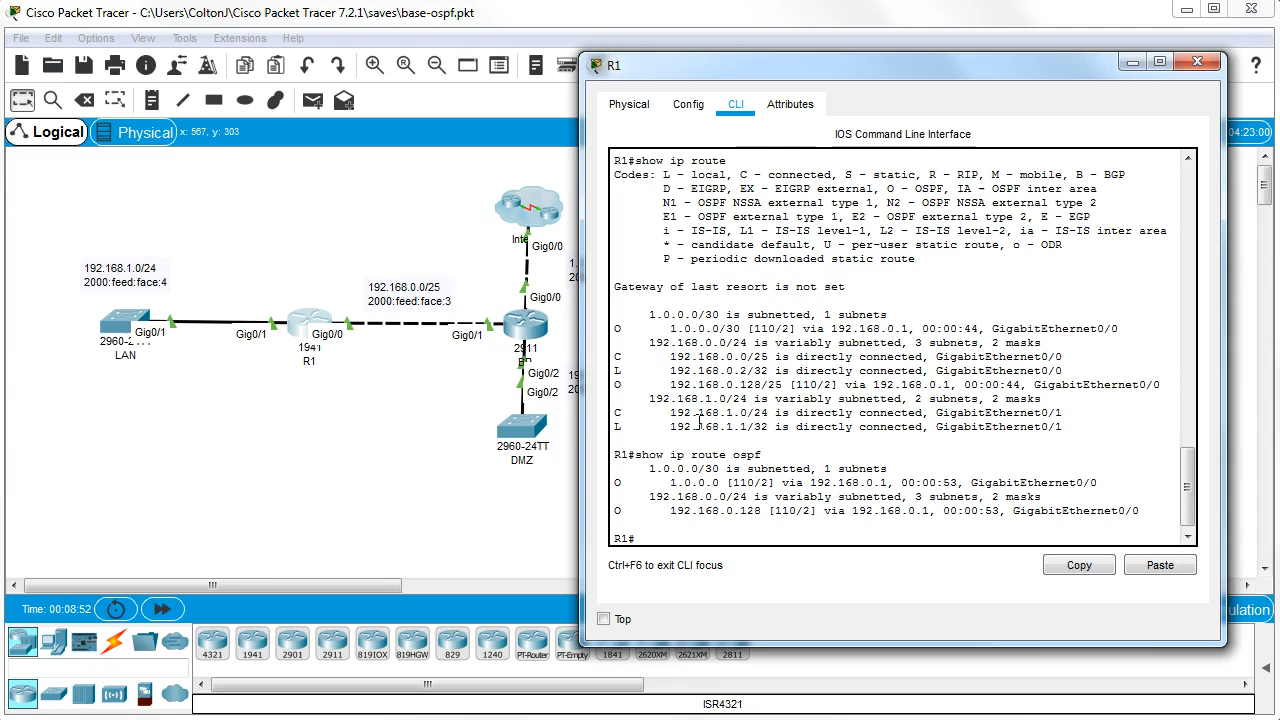 Cisco Packet Tracer - C:\Users\ColtonJ\Cisco Packet Tracer 7.2.1\saves\base-ospf.pkt
File Edit Options View Tools Extensions Help
Logical Physical x: 567, y: 303
04:23:00
192.168.1.0/24
2000:feed:face:4
192.168.0.0/25
2000:feed:face:3
Inte
Gig0/0
Gig0/0
Gig0/1
Gig0/1
Gig0/0
Gig0/1
LAN
1941
R1
2911
Gig0/2
Gig0/2
2960-24TT
DMZ
R1
Physical Config CLI Attributes
IOS Command Line Interface
R1#show ip route
Codes: L - local, C - connected, S - static, R - RIP, M - mobile, B - BGP
D - EIGRP, EX - EIGRP external, O - OSPF, IA - OSPF inter area
N1 - OSPF NSSA external type 1, N2 - OSPF NSSA external type 2
E1 - OSPF external type 1, E2 - OSPF external type 2, E - EGP
i - IS-IS, L1 - IS-IS level-1, L2 - IS-IS level-2, ia - IS-IS inter area
* - candidate default, U - per-user static route, o - ODR
P - periodic downloaded static route
Gateway of last resort is not set
1.0.0.0/30 is subnetted, 1 subnets
O 1.0.0.0/30 [110/2] via 192.168.0.1, 00:00:44, GigabitEthernet0/0
192.168.0.0/24 is variably subnetted, 3 subnets, 2 masks
C 192.168.0.0/25 is directly connected, GigabitEthernet0/0
L 192.168.0.2/32 is directly connected, GigabitEthernet0/0
O 192.168.0.128/25 [110/2] via 192.168.0.1, 00:00:44, GigabitEthernet0/0
192.168.1.0/24 is variably subnetted, 2 subnets, 2 masks
C 192.168.1.0/24 is directly connected, GigabitEthernet0/1
L 192.168.1.1/32 is directly connected, GigabitEthernet0/1
R1#show ip route ospf
1.0.0.0/30 is subnetted, 1 subnets
O 1.0.0.0 [110/2] via 192.168.0.1, 00:00:53, GigabitEthernet0/0
192.168.0.0/24 is variably subnetted, 3 subnets, 2 masks
O 192.168.0.128 [110/2] via 192.168.0.1, 00:00:53, GigabitEthernet0/0
R1#
Ctrl+F6 to exit CLI focus
Copy Paste
Top
Time: 00:08:52
ulation
4321 1941 2901 2911 819IOX 819HGW 829 1240 PT-Router PT-Empty 1841 2620XM 2621XM 2811
ISR4321